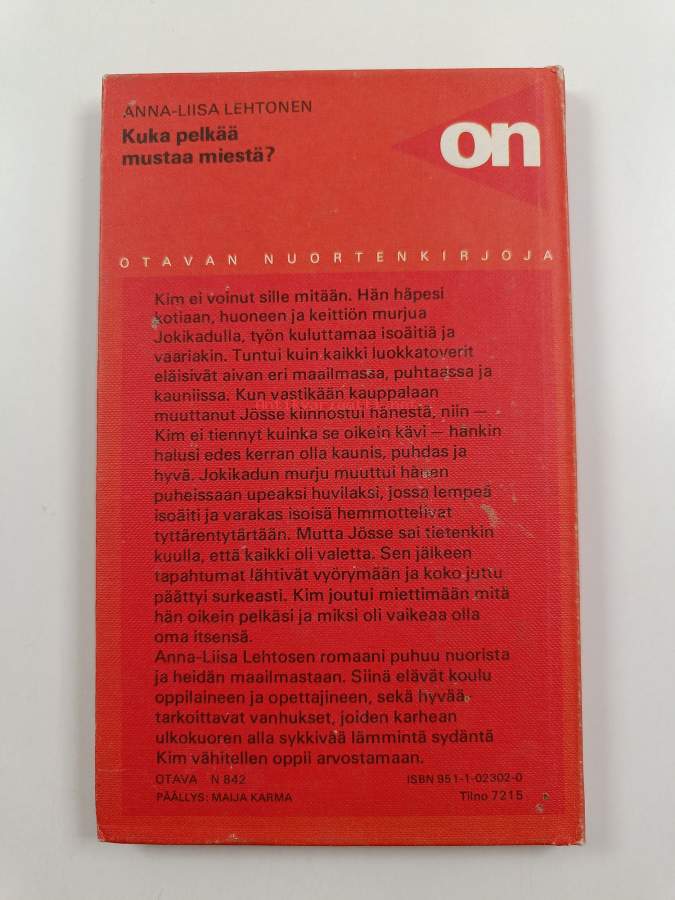 ANNA-LIISA LEHTONEN
Kuka pelkää
mustaa miestä?
on
OTAVAN NUORTENKIRJOJA
Kim ei voinut sille mitään. Hän häpesi
kotiaan, huoneen ja keittiön murjua
Jokikadulla, työn kuluttamaa isoäitiä ja
vaariakin. Tuntui kuin kaikki luokkatoverit
eläisivät aivan eri maailmassa, puhtaassa ja
kauniissa. Kun vastikään kauppalaan
muuttanut Jösse kiinnostui hänestä, niin —
Kim ei tiennyt kuinka se oikein kävi — hänkin
halusi edes kerran olla kaunis, puhdas ja
hyvä. Jokikadun murju muuttui hänen
puheissaan upeaksi huvilaksi, jossa lempeä
isoäiti ja varakas isoisä hemmottelivat
tyttärentytärtään. Mutta Jösse sai tietenkin
kuulla, että kaikki oli valetta. Sen jälkeen
tapahtumat lähtivät vyörymään ja koko juttu
päättyi surkeasti. Kim joutui miettimään mitä
hän oikein pelkäsi ja miksi oli vaikeaa olla
oma itsensä.
Anna-Liisa Lehtosen romaani puhuu nuorista
ja heidän maailmastaan. Siinä elävät koulu
oppilaineen ja opettajineen, sekä hyvää
tarkoittavat vanhukset, joiden karhean
ulkokuoren alla sykkivää lämmintä sydäntä
Kim vähitellen oppii arvostamaan.
OTAVA N 842 ISBN 951-1-02302-0
PÄÄLLYS: MAIJA KARMA Tilno 7215